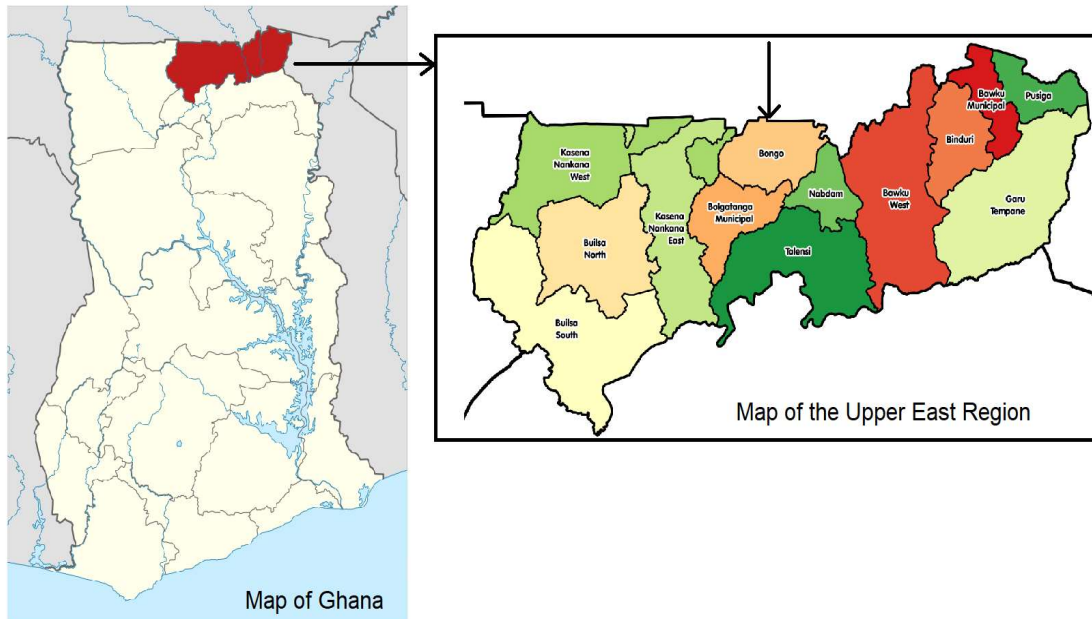 Kasena
Nankana
West
Builsa
North
Builsa
South
Kasena
Nankana
East
Bongo
Bolgatanga
Municipal
Nabdam
Talensi
Bawku
West
Binduri
Bawku
Municipal
Pusiga
Garu
Tempane
Map of the Upper East Region
Map of Ghana